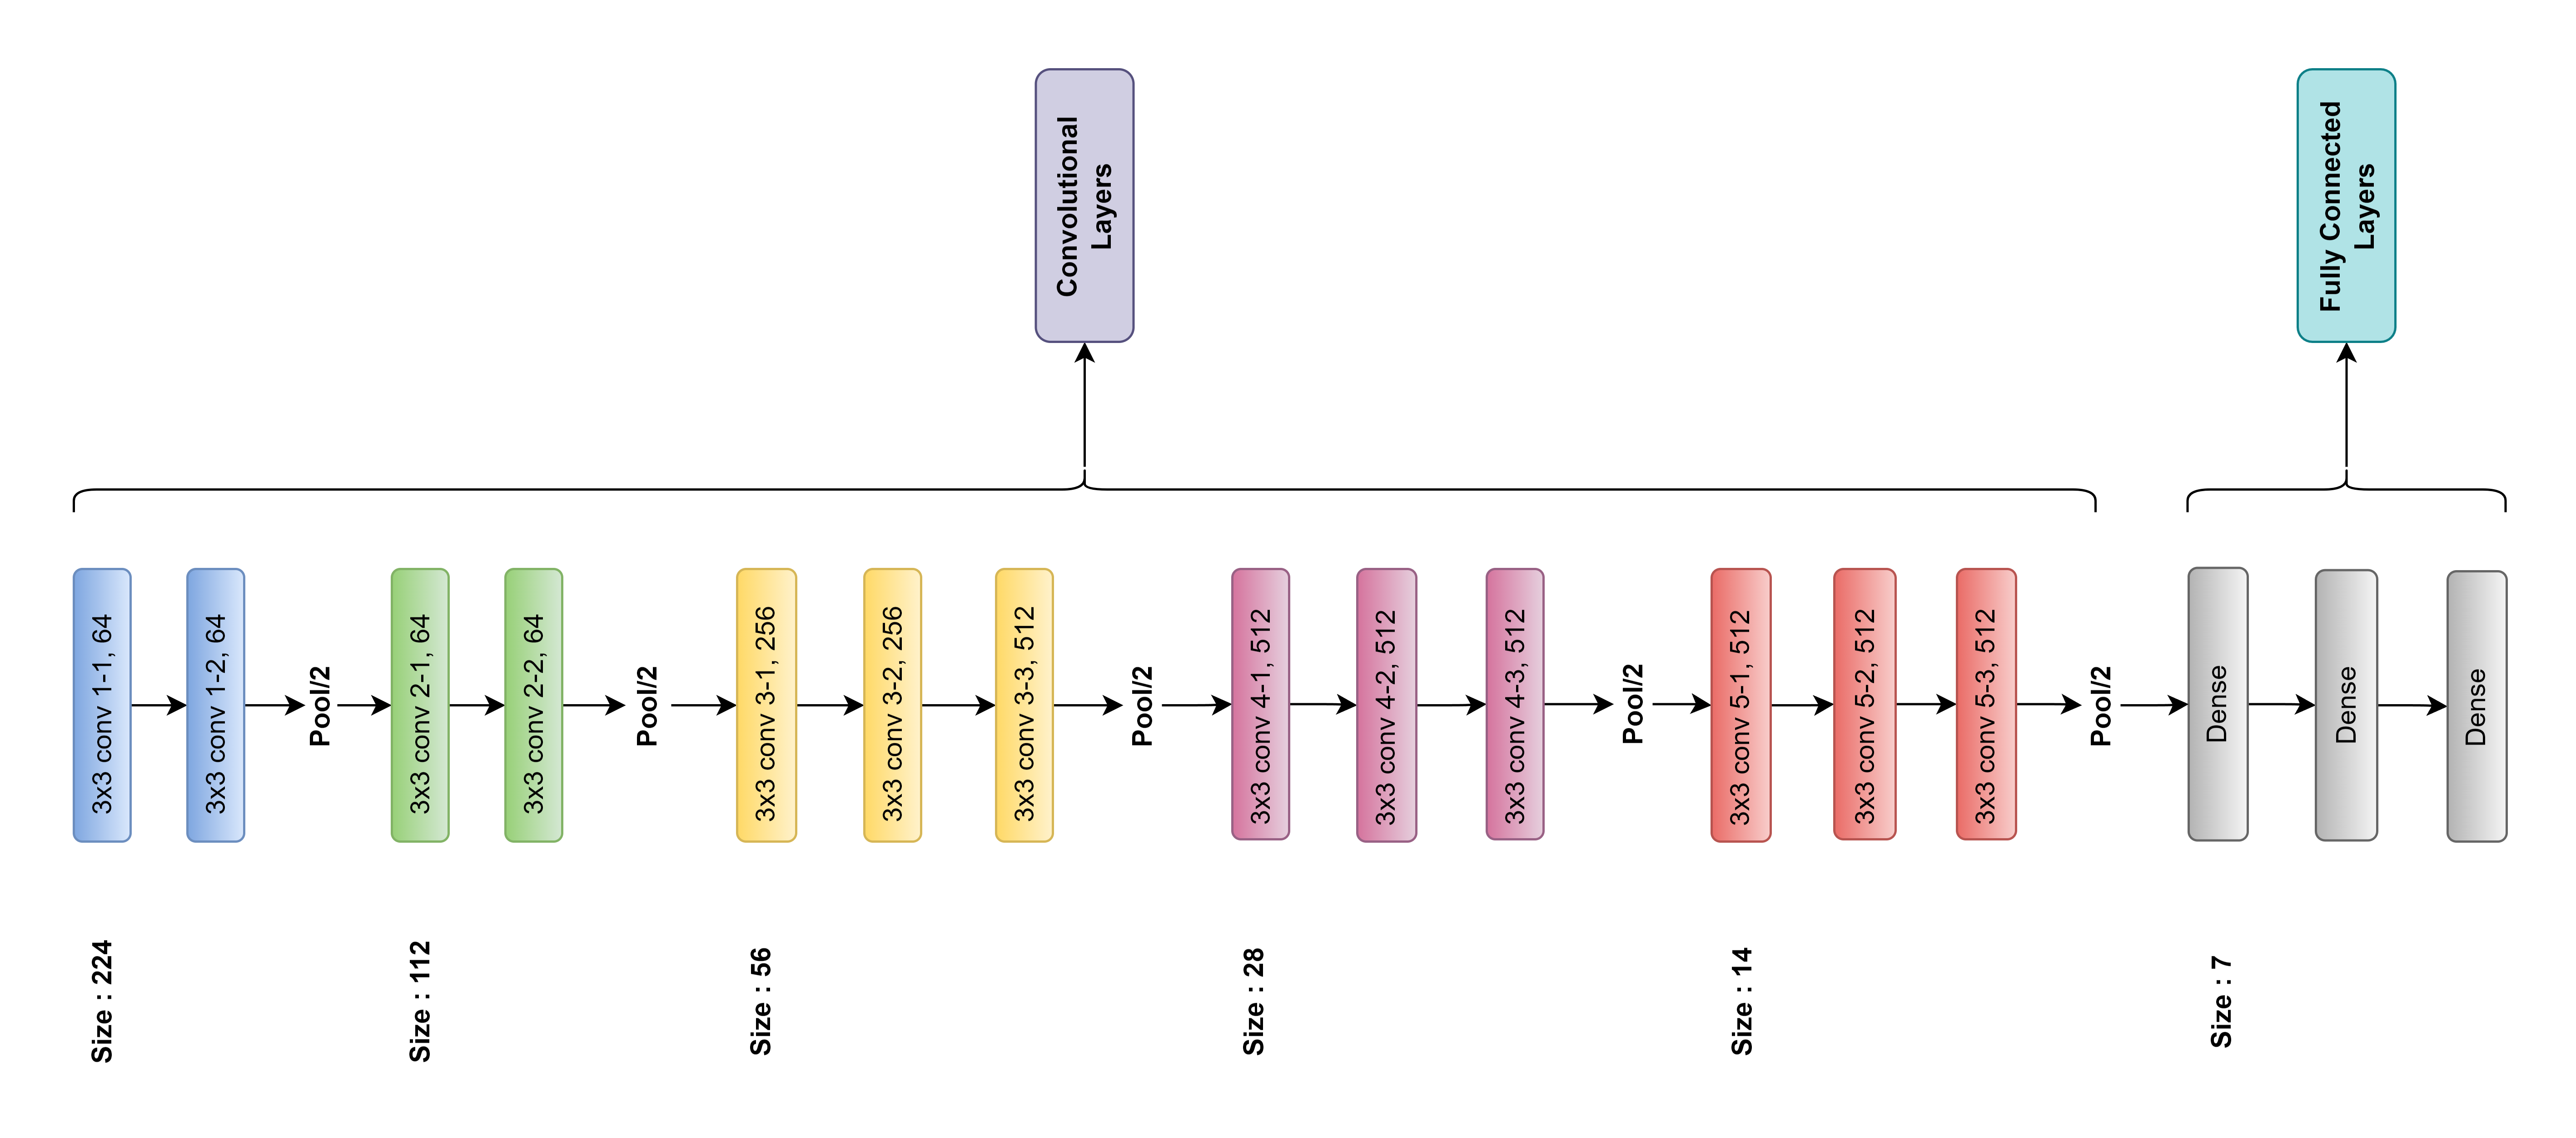 Convolutional
Layers
Fully Connected
Layers
3x3 conv 1-1, 64
3x3 conv 1-2, 64
Pool/2
3x3 conv 2-1, 64
3x3 conv 2-2, 64
Pool/2
3x3 conv 3-1, 256
3x3 conv 3-2, 256
3x3 conv 3-3, 512
Pool/2
3x3 conv 4-1, 512
3x3 conv 4-2, 512
3x3 conv 4-3, 512
Pool/2
3x3 conv 5-1, 512
3x3 conv 5-2, 512
3x3 conv 5-3, 512
Pool/2
Dense
Dense
Dense
Size : 224
Size : 112
Size : 56
Size : 28
Size : 14
Size : 7